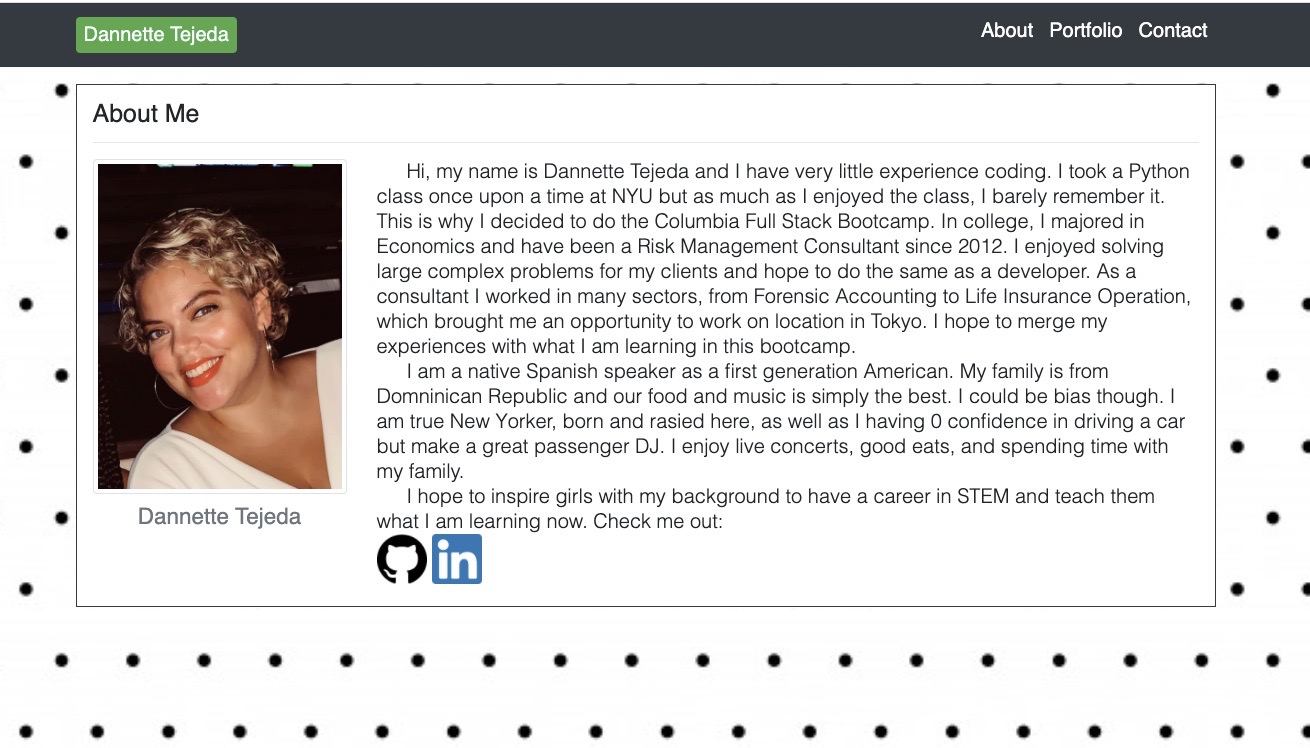 Dannette Tejeda
About Portfolio Contact
About Me
Hi, my name is Dannette Tejeda and I have very little experience coding. I took a Python
class once upon a time at NYU but as much as I enjoyed the class, I barely remember it.
This is why I decided to do the Columbia Full Stack Bootcamp. In college, I majored in
Economics and have been a Risk Management Consultant since 2012. I enjoyed solving
large complex problems for my clients and hope to do the same as a developer. As a
consultant I worked in many sectors, from Forensic Accounting to Life Insurance Operation,
which brought me an opportunity to work on location in Tokyo. I hope to merge my
experiences with what I am learning in this bootcamp.
I am a native Spanish speaker as a first generation American. My family is from
Domninican Republic and our food and music is simply the best. I could be bias though. I
am true New Yorker, born and rasied here, as well as I having 0 confidence in driving a car
but make a great passenger DJ. I enjoy live concerts, good eats, and spending time with
my family.
I hope to inspire girls with my background to have a career in STEM and teach them
what I am learning now. Check me out:
in
Dannette Tejeda